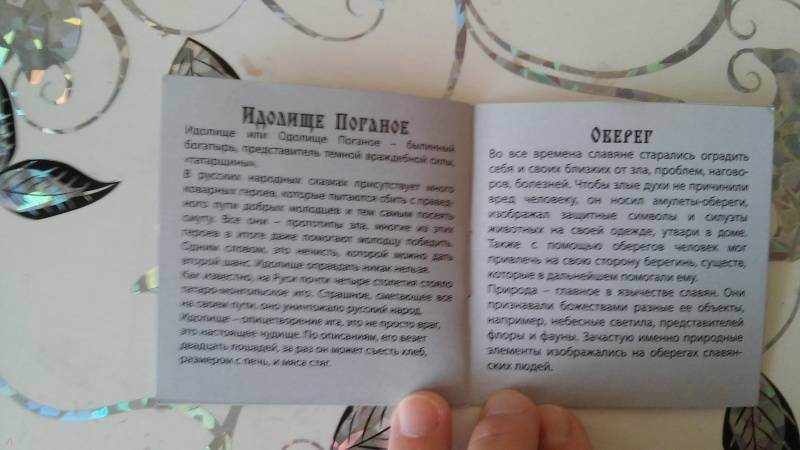 Идолище Поганое
Идолище или Одолище Поганое – былинный
богатырь, представитель темной враждебной силы,
«татарщины».
В русских народных сказках присутствует много
коварных героев, которые пытаются сбить с правед-
ного пути добрых молодцев и тем самым посеять
смуту. Все они – прототипы зла, многие из этих
героев в итоге даже помогают молодцу победить.
Одним словом, это нечисть, которой можно дать
второй шанс. Идолище оправдать никак нельзя.
Как известно, на Руси почти четыре столетия стояло
татаро-монгольское иго. Страшное, сметающее все
на своем пути, оно уничтожало русский народ.
Идолище – олицетворение ига, это не просто враг,
это настоящее чудище. По описаниям, его везет
двадцать лошадей, за раз он может съесть хлеб,
размером с печь, и мяса стяг.
Оберег
Во все времена славяне старались оградить
себя и своих близких от зла, проблем, нагово-
ров, болезней. Чтобы злые духи не причинили
вред человеку, он носил амулеты-обереги,
изображал защитные символы и силуэты
животных на своей одежде, утвари в доме.
Также с помощью оберегов человек мог
привлечь на свою сторону берегинь, существ,
которые в дальнейшем помогали ему.
Природа – главное в язычестве славян. Они
признавали божествами разные ее объекты,
например, небесные светила, представителей
флоры и фауны. Зачастую именно природные
элементы изображались на оберегах славян-
ских людей.